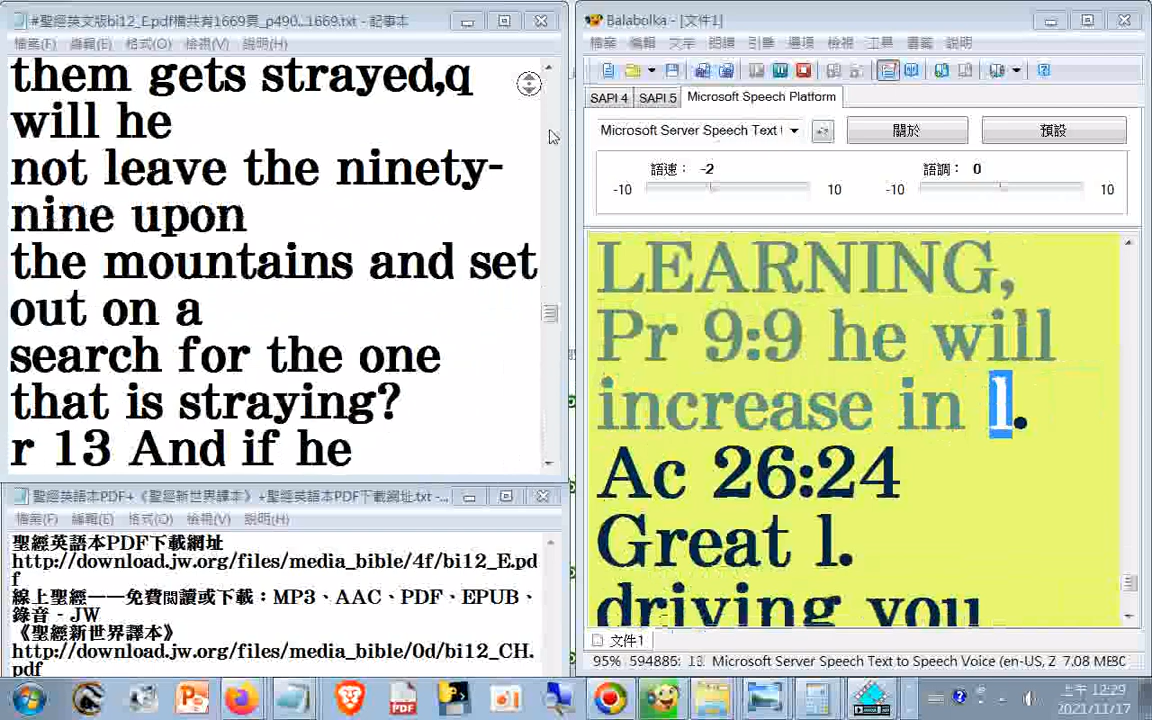 #聖經英文版bi12_E.pdf檔共有1669頁_p490...1669.txt - 記事本
檔案(F) 編輯(E) 格式(O) 檢視(V) 說明(H)
them gets strayed,q
will he
not leave the ninety-
nine upon
the mountains and set
out on a
search for the one
that is straying?
r 13 And if he
聖經英語本PDF+《聖經新世界譯本》+聖經英語本PDF下載網址.txt - ...
檔案(F) 編輯(E) 格式(O) 檢視(V) 說明(H)
聖經英語本PDF下載網址
http://download.jw.org/files/media_bible/4f/bi12_E.pd
f
線上聖經——免費閱讀或下載：MP3、AAC、PDF、EPUB、
錄音 - JW
《聖經新世界譯本》
http://download.jw.org/files/media_bible/0d/bi12_CH.
pdf
Balabolka - [文件1]
檔案 編輯 文字 朗讀 引擎 選項 檢視 工具 書籤 說明
SAPI 4 SAPI 5 Microsoft Speech Platform
Microsoft Server Speech Text 關於 預設
語速： -2 語調： 0
-10 10 -10 10
LEARNING,
Pr 9:9 he will
increase in l.
Ac 26:24
Great l.
driving you
文件1
95% 594885: 13 Microsoft Server Speech Text to Speech Voice (en-US, Z 7.08 MB
上午 12:29
2021/11/17